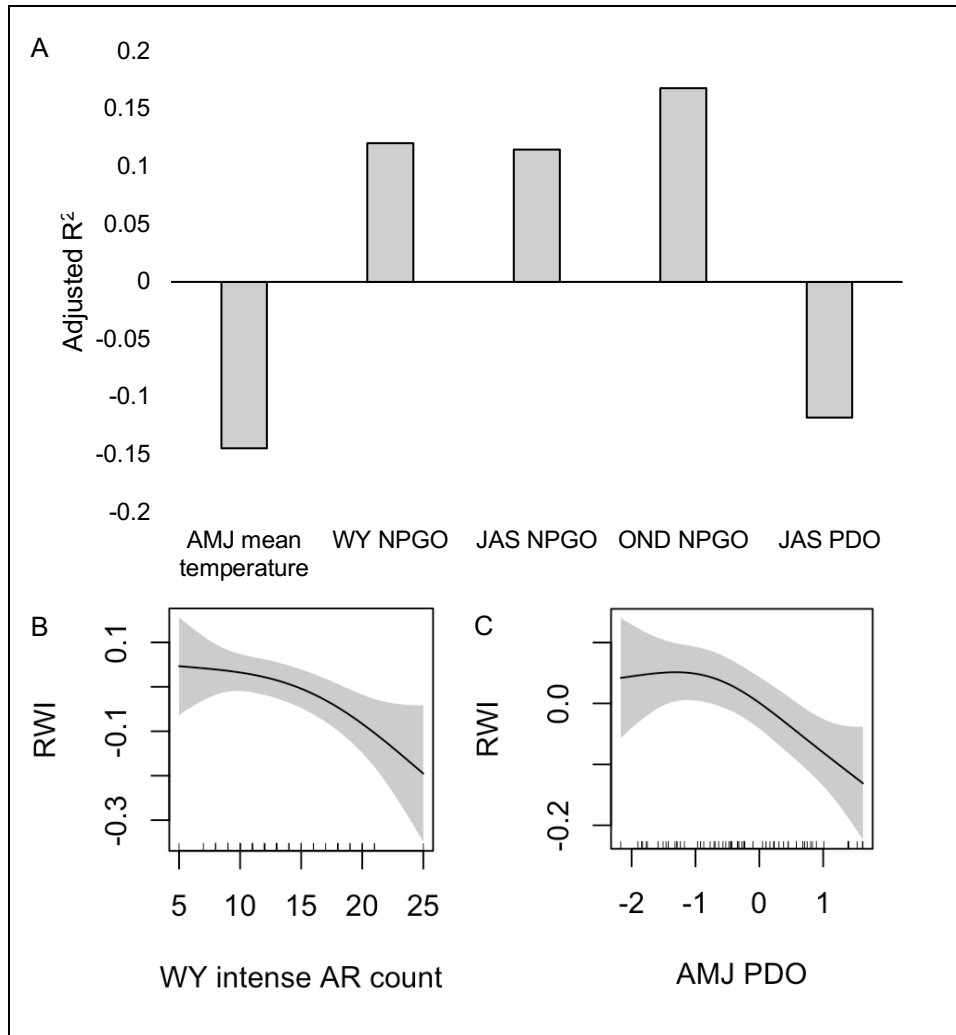 A
0.2
0.15
0.1
0.05
0
-0.05
-0.1
-0.15
-0.2
Adjusted R²
AMJ mean temperature
WY NPGO
JAS NPGO
OND NPGO
JAS PDO
B
RWI
0.1
-0.1
-0.3
5 10 15 20 25
WY intense AR count
C
RWI
0.0
-0.2
-2 -1 0 1
AMJ PDO